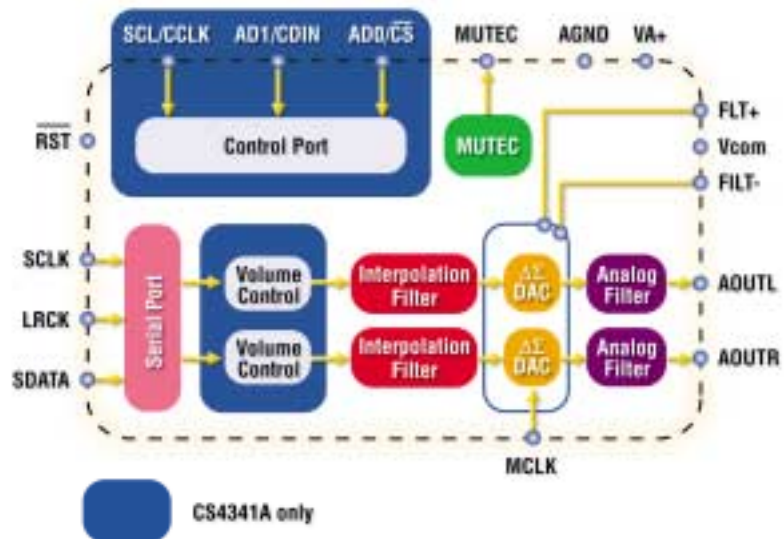 SCL/CCLK AD1/CDIN AD0/CS MUTEC AGND VA+
FLT+
RST
Control Port
MUTEC
Vcom
FILT-
SCLK
Serial Port
Volume
Control
Interpolation
Filter
ΔΣ
DAC
Analog
Filter
AOUTL
LRCK
Volume
Control
Interpolation
Filter
ΔΣ
DAC
Analog
Filter
AOUTR
SDATA
MCLK
CS4341A only